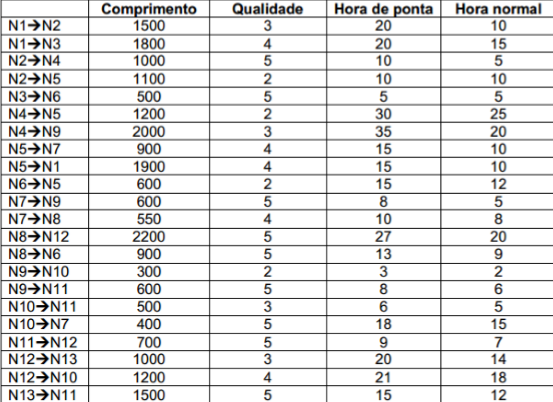 Comprimento Qualidade Hora de ponta Hora normal
N1➔N2 1500 3 20 10
N1➔N3 1800 4 20 15
N2➔N4 1000 5 10 5
N2➔N5 1100 2 10 10
N3➔N6 500 5 5 5
N4➔N5 1200 2 30 25
N4➔N9 2000 3 35 20
N5➔N7 900 4 15 10
N5➔N1 1900 4 15 10
N6➔N5 600 2 15 12
N7➔N9 600 5 8 5
N7➔N8 550 4 10 8
N8➔N12 2200 5 27 20
N8➔N6 900 5 13 9
N9➔N10 300 2 3 2
N9➔N11 600 5 8 6
N10➔N11 500 3 6 5
N10➔N7 400 5 18 15
N11➔N12 700 5 9 7
N12➔N13 1000 3 20 14
N12➔N10 1200 4 21 18
N13➔N11 1500 5 15 12